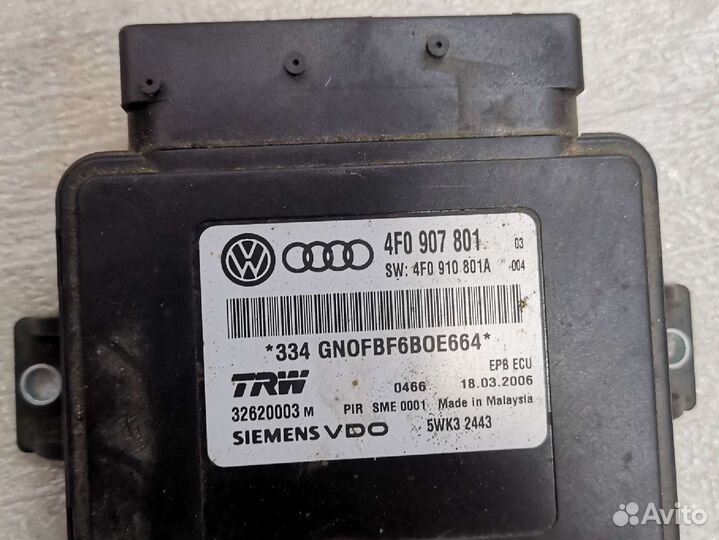 4F0 907 801 03
SW: 4F0 910 801A 004
*334 GN0FBF6B0E664*
EPB ECU
TRW 0466 18.03.2006
32620003 M PIR SME 0001 Made in Malaysia
SIEMENS VDO 5WK3 2443
Avito